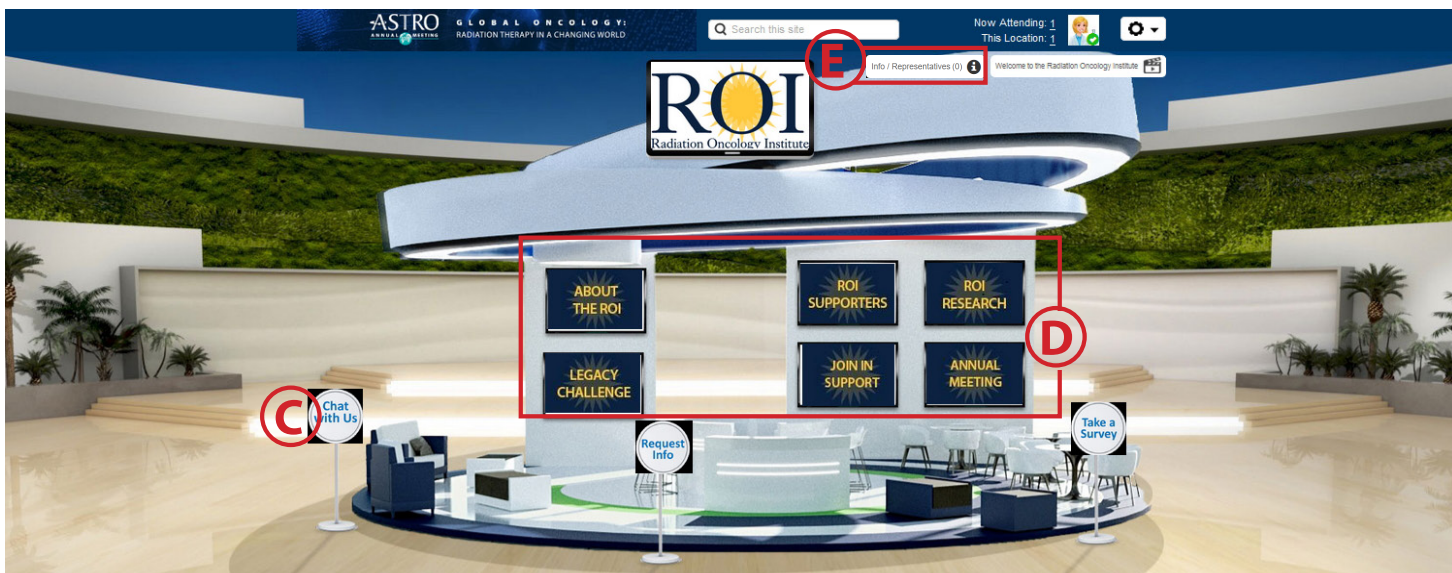 ASTRO
ANNUAL MEETING
GLOBAL ONCOLOGY:
RADIATION THERAPY IN A CHANGING WORLD
Search this site
Now Attending: 1
This Location: 1
E
Info / Representatives (0)
Welcome to the Radiation Oncology Institute
ROI
Radiation Oncology Institute
ABOUT
THE ROI
ROI
SUPPORTERS
ROI
RESEARCH
D
LEGACY
CHALLENGE
JOIN IN
SUPPORT
ANNUAL
MEETING
C
Chat
with Us
Request
Info
Take a
Survey